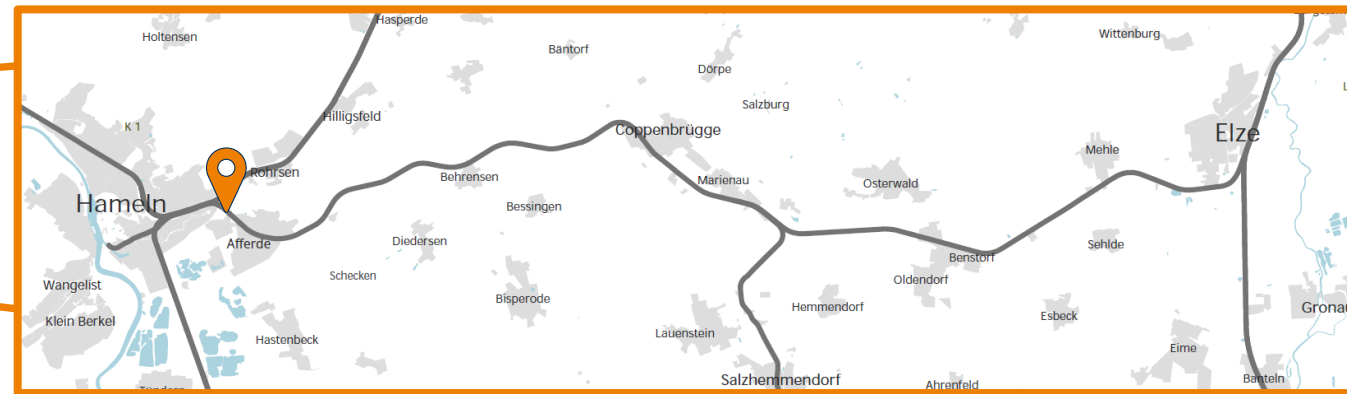 Hasperde
Holtensen
Wittenburg
Bäntorf
Dörpe
Salzburg
Hilligsfeld
K 1
Coppenbrügge
Elze
Mehle
Rohrsen
Behrensen
Marienau
Osterwald
Hameln
Bessingen
Afferde
Diedersen
Sehlde
Benstorf
Schecken
Oldendorf
Wangelist
Bisperode
Hemmendorf
Gronau
Klein Berkel
Esbeck
Lauenstein
Hastenbeck
Eime
Salzhemmendorf
Banteln
Ahrenfeld